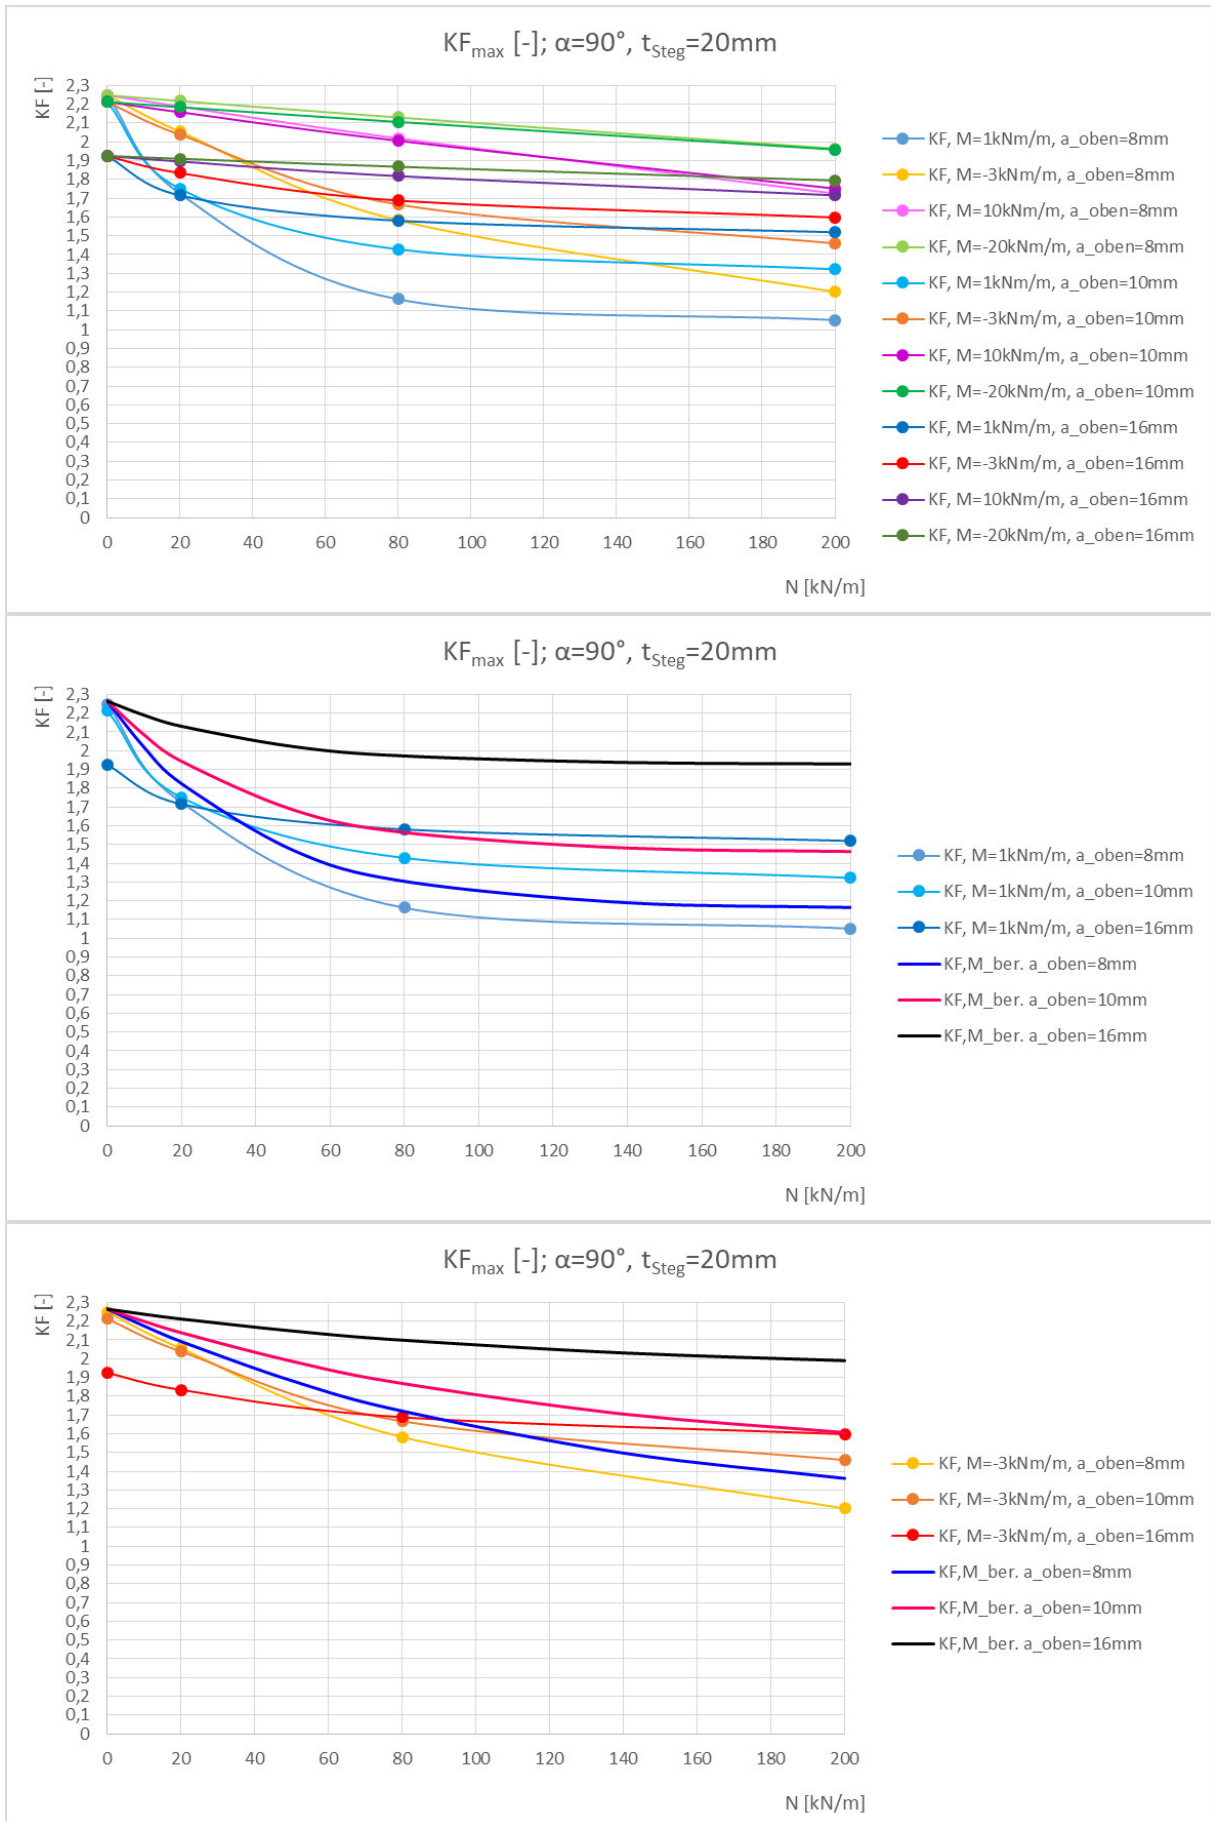 KFmax [-]; α=90°, tSteg=20mm
KF [-]
2,3
2,2
2,1
2
1,9
1,8
1,7
1,6
1,5
1,4
1,3
1,2
1,1
1
0,9
0,8
0,7
0,6
0,5
0,4
0,3
0,2
0,1
0
0 20 40 60 80 100 120 140 160 180 200
N [kN/m]
KF, M=1kNm/m, a_oben=8mm
KF, M=-3kNm/m, a_oben=8mm
KF, M=10kNm/m, a_oben=8mm
KF, M=-20kNm/m, a_oben=8mm
KF, M=1kNm/m, a_oben=10mm
KF, M=-3kNm/m, a_oben=10mm
KF, M=10kNm/m, a_oben=10mm
KF, M=-20kNm/m, a_oben=10mm
KF, M=1kNm/m, a_oben=16mm
KF, M=-3kNm/m, a_oben=16mm
KF, M=10kNm/m, a_oben=16mm
KF, M=-20kNm/m, a_oben=16mm
KFmax [-]; α=90°, tSteg=20mm
KF [-]
2,3
2,2
2,1
2
1,9
1,8
1,7
1,6
1,5
1,4
1,3
1,2
1,1
1
0,9
0,8
0,7
0,6
0,5
0,4
0,3
0,2
0,1
0
0 20 40 60 80 100 120 140 160 180 200
N [kN/m]
KF, M=1kNm/m, a_oben=8mm
KF, M=1kNm/m, a_oben=10mm
KF, M=1kNm/m, a_oben=16mm
KF,M_ber. a_oben=8mm
KF,M_ber. a_oben=10mm
KF,M_ber. a_oben=16mm
KFmax [-]; α=90°, tSteg=20mm
KF [-]
2,3
2,2
2,1
2
1,9
1,8
1,7
1,6
1,5
1,4
1,3
1,2
1,1
1
0,9
0,8
0,7
0,6
0,5
0,4
0,3
0,2
0,1
0
0 20 40 60 80 100 120 140 160 180 200
N [kN/m]
KF, M=-3kNm/m, a_oben=8mm
KF, M=-3kNm/m, a_oben=10mm
KF, M=-3kNm/m, a_oben=16mm
KF,M_ber. a_oben=8mm
KF,M_ber. a_oben=10mm
KF,M_ber. a_oben=16mm